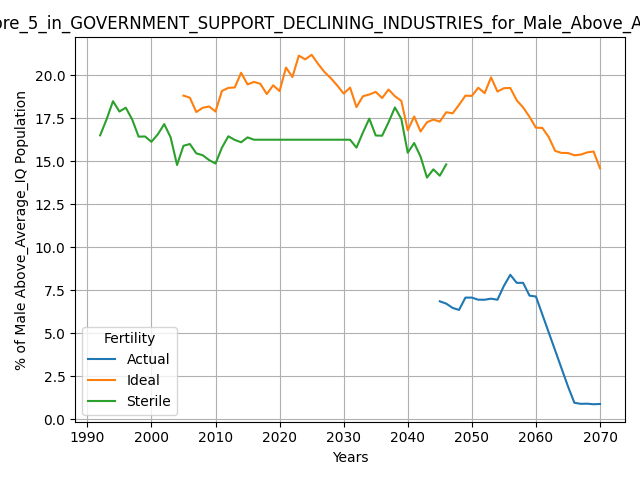 ore_5_in_GOVERNMENT_SUPPORT_DECLINING_INDUSTRIES_for_Male_Above_A
% of Male Above_Average_IQ Population
20.0
17.5
15.0
12.5
10.0
7.5
5.0
2.5
0.0
Fertility
Actual
Ideal
Sterile
1990 2000 2010 2020 2030 2040 2050 2060 2070
Years